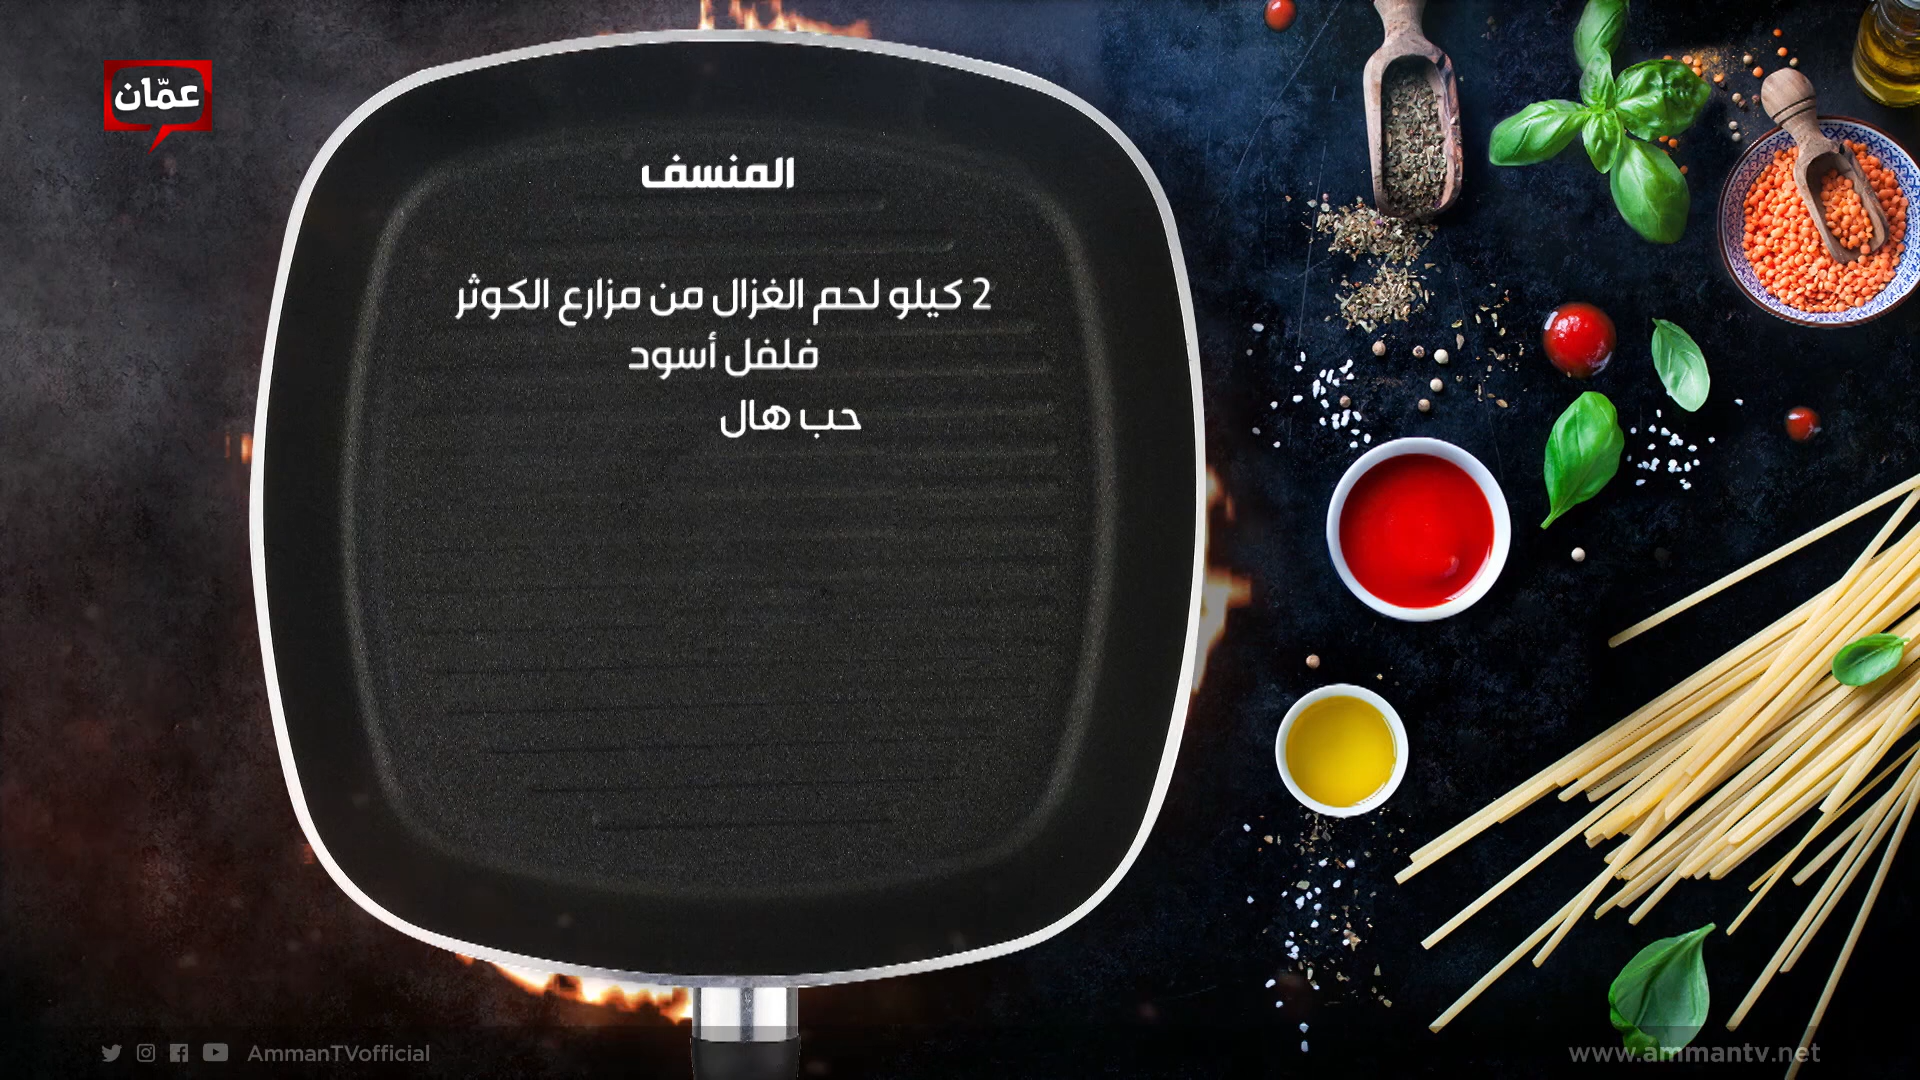 عمّان
المنسف
2 كيلو لحم الغزال من مزارع الكوثر
فلفل أسود
حب هال
AmmanTVofficial
www.ammantv.net